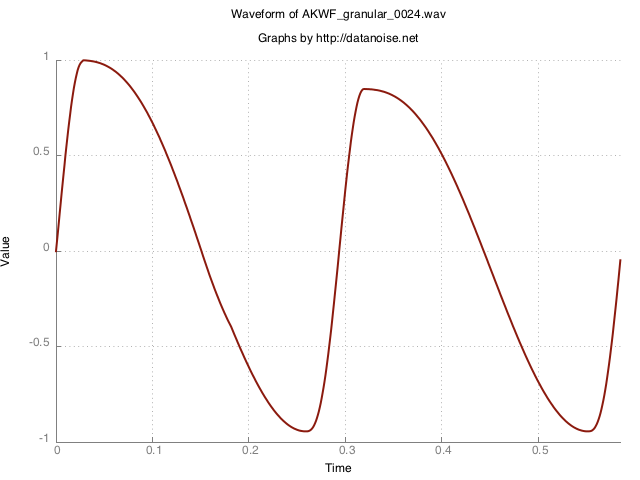 Waveform of AKWF_granular_0024.wav
Graphs by http://datanoise.net
1
0.5
0
-0.5
-1
Value
0 0.1 0.2 0.3 0.4 0.5
Time